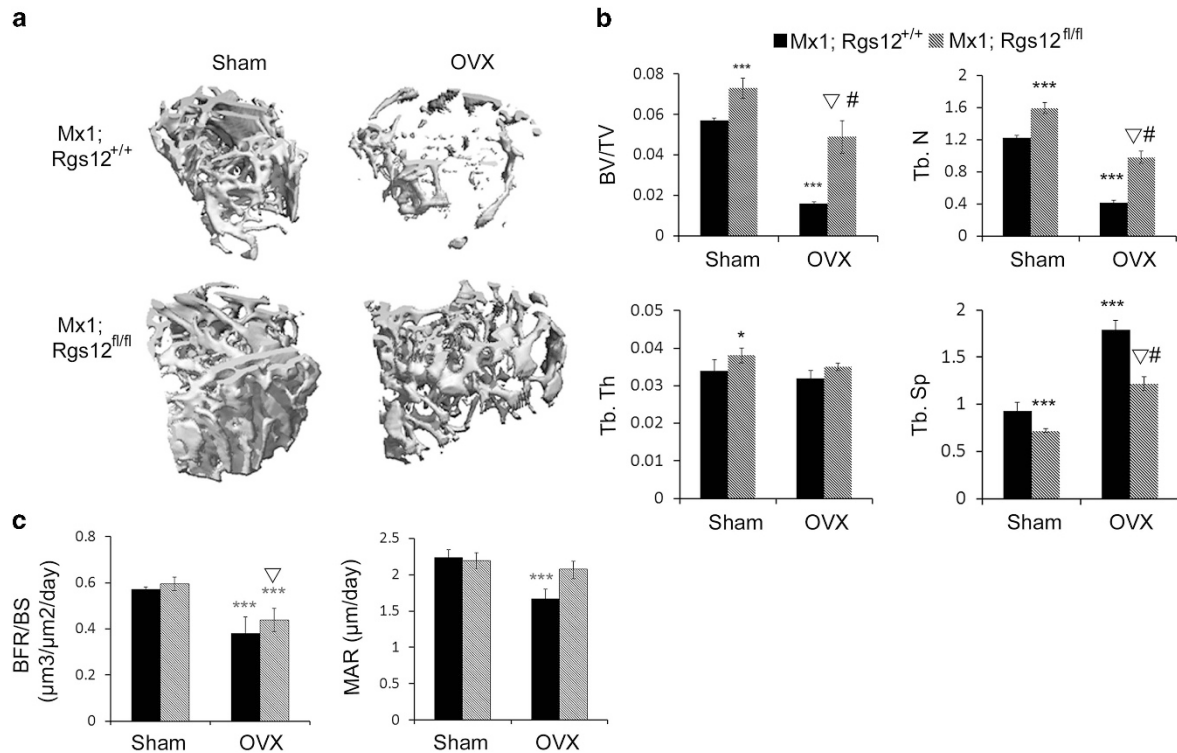 a
Sham OVX
Mx1;
Rgs12+/+
Mx1;
Rgs12fl/fl
b
Mx1; Rgs12+/+ Mx1; Rgs12fl/fl
BV/TV
0.08
0.06
0.04
0.02
0
***
***
▽ #
Sham OVX
Tb. N
2
1.6
1.2
0.8
0.4
0
***
***
▽#
Sham OVX
Tb. Th
0.05
0.04
0.03
0.02
0.01
0
*
Sham OVX
Tb. Sp
2
1.5
1
0.5
0
***
***
▽#
Sham OVX
c
BFR/BS
(µm3/µm2/day)
0.8
0.6
0.4
0.2
0
***
▽
***
Sham OVX
MAR (µm/day)
2.5
2
1.5
1
0.5
0
***
Sham OVX